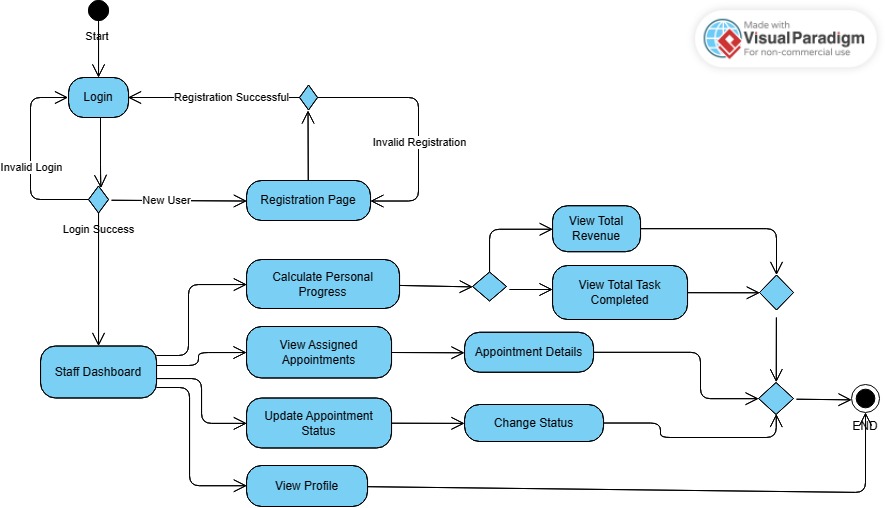 Made with
Visual Paradigm
For non-commercial use
Start
Login
Registration Successful
Invalid Registration
Invalid Login
New User
Registration Page
Login Success
View Total
Revenue
Calculate Personal
Progress
View Total Task
Completed
View Assigned
Appointments
Appointment Details
Staff Dashboard
Update Appointment
Status
Change Status
END
View Profile